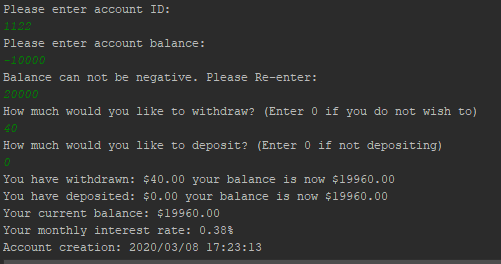 Please enter account ID:
1122
Please enter account balance:
-10000
Balance can not be negative. Please Re-enter:
20000
How much would you like to withdraw? (Enter 0 if you do not wish to)
40
How much would you like to deposit? (Enter 0 if not depositing)
0
You have withdrawn: $40.00 your balance is now $19960.00
You have deposited: $0.00 your balance is now $19960.00
Your current balance: $19960.00
Your monthly interest rate: 0.38%
Account creation: 2020/03/08 17:23:13